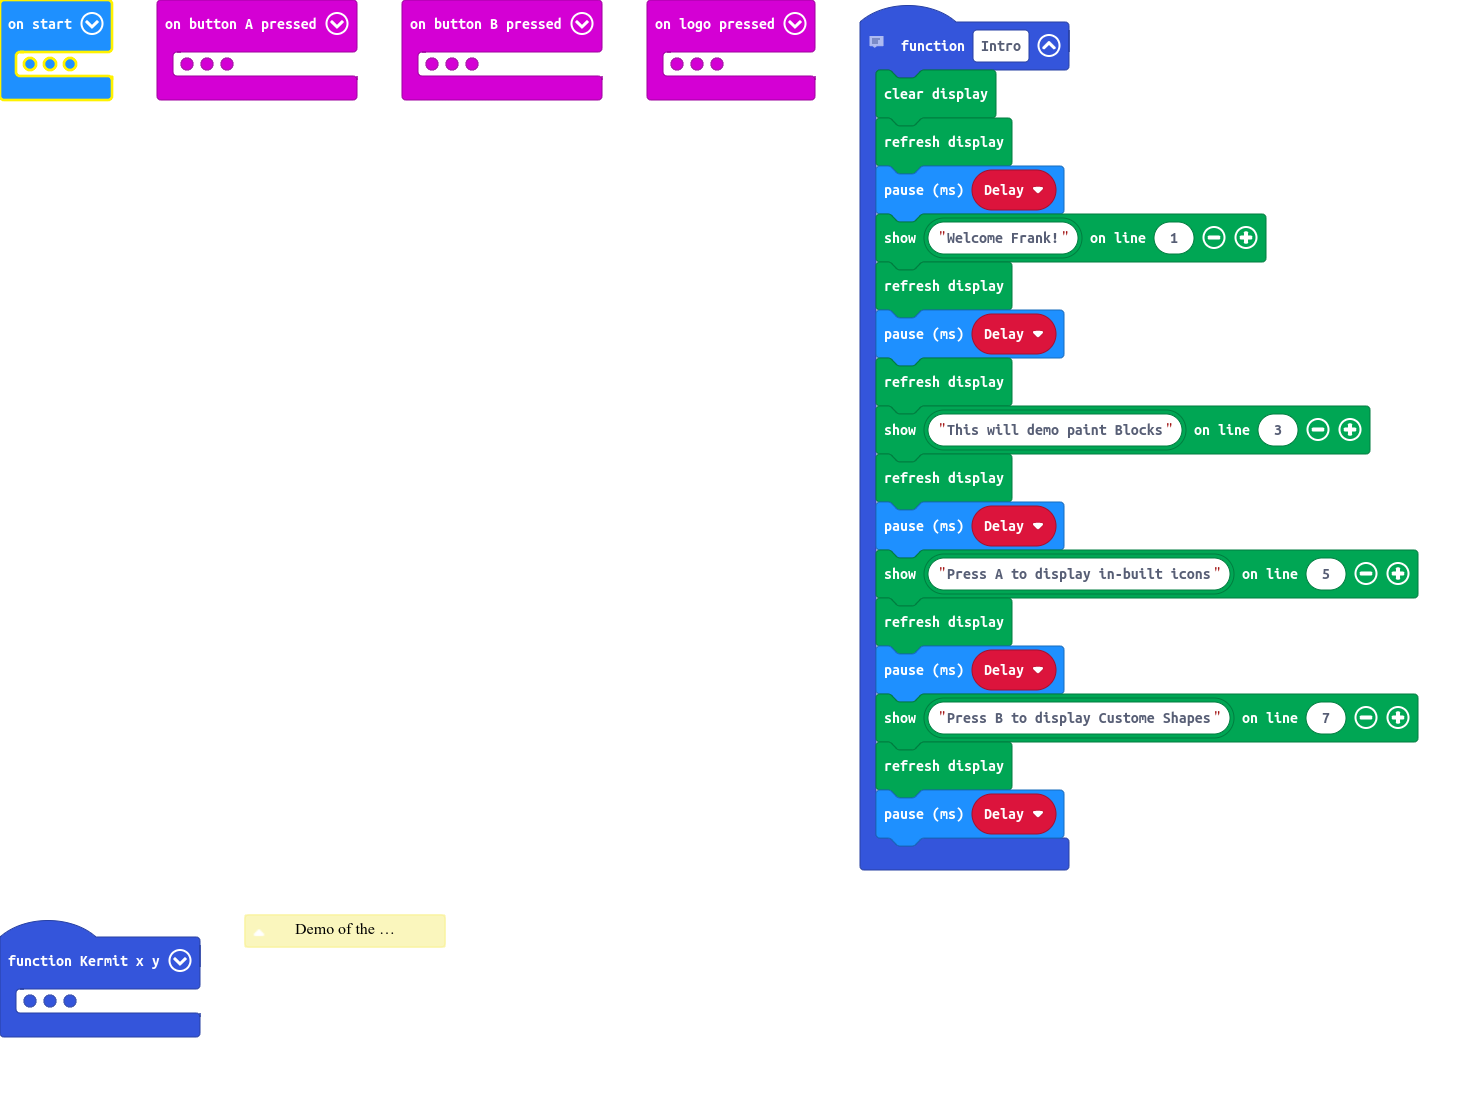 on start
on button A pressed
on button B pressed
on logo pressed
function Intro
clear display
refresh display
pause (ms) Delay
show "Welcome Frank!" on line 1
refresh display
pause (ms) Delay
refresh display
show "This will demo paint Blocks" on line 3
refresh display
pause (ms) Delay
show "Press A to display in-built icons" on line 5
refresh display
pause (ms) Delay
show "Press B to display Custome Shapes" on line 7
refresh display
pause (ms) Delay
function Kermit x y
Demo of the …